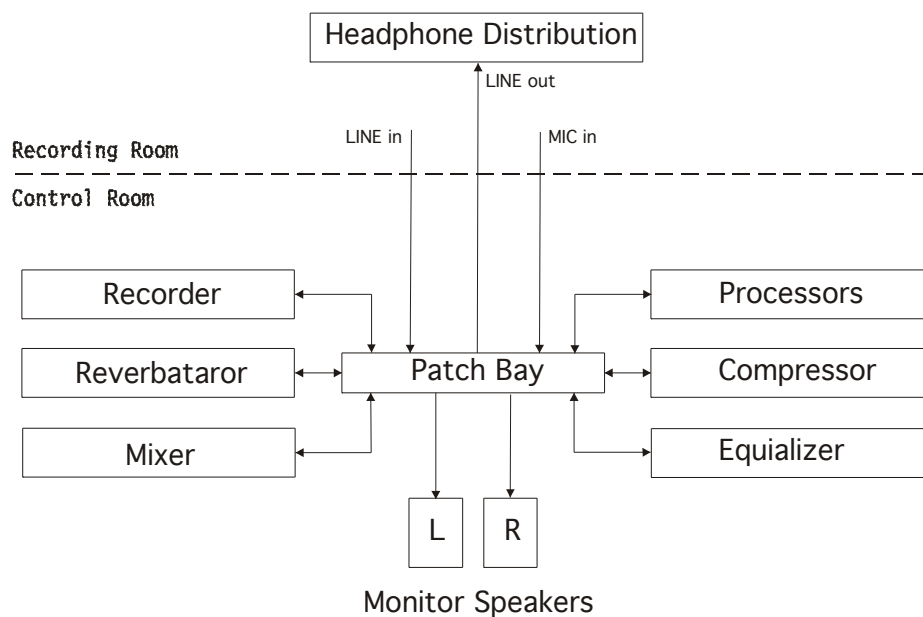 Headphone Distribution
LINE out
LINE in
MIC in
Recording Room
Control Room
Recorder
Processors
Reverbataror
Patch Bay
Compressor
Mixer
Equializer
L
R
Monitor Speakers